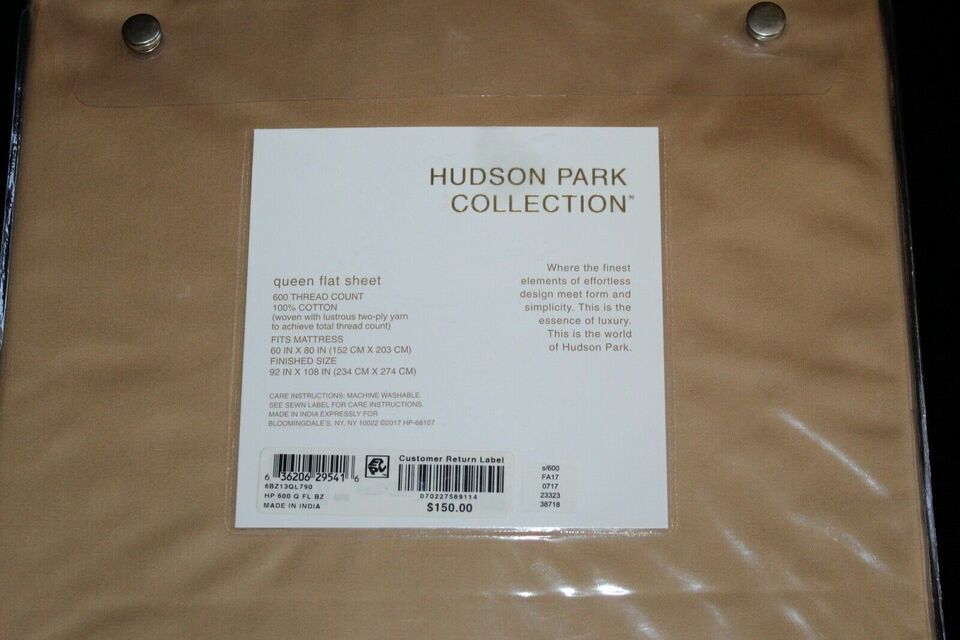 HUDSON PARK
COLLECTION
queen flat sheet
600 THREAD COUNT
100% COTTON
(woven with lustrous two-ply yarn
to achieve total thread count)
FITS MATTRESS
60 IN X 80 IN (152 CM X 203 CM)
FINISHED SIZE
92 IN X 108 IN (234 CM X 274 CM)
Where the finest
elements of effortless
design meet form and
simplicity. This is the
essence of luxury.
This is the world
of Hudson Park.
CARE INSTRUCTIONS. MACHINE WASHABLE.
SEE SEWN LABEL FOR CARE INSTRUCTIONS.
MADE IN INDIA EXPRESSLY FOR
BLOOMINGDALE'S, NY, NY 10022 ©2017 HP-68107
6 36206 29541 6
6BZ13QL790
HP 600 Q FL BZ
MADE IN INDIA
Customer Return Label
070227589114
$150.00
s/600
FA17
0717
23323
38718